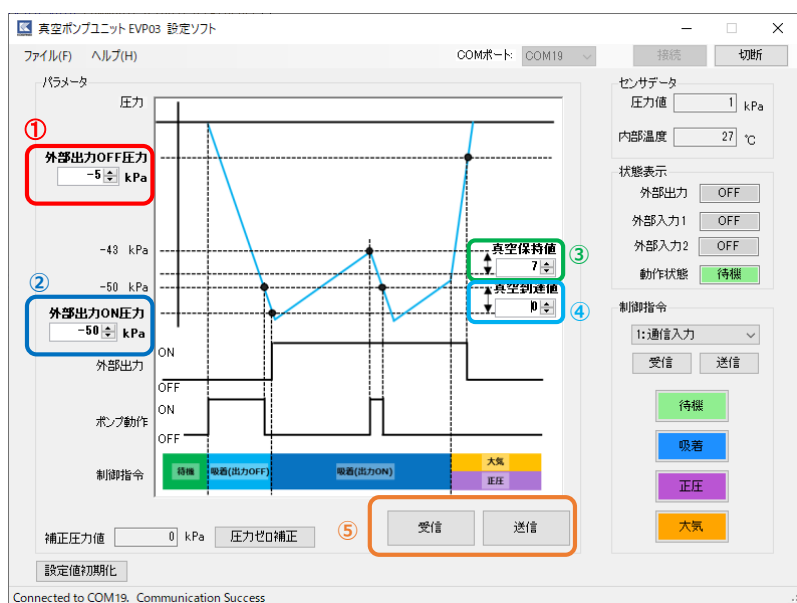 真空ポンプユニット EVP03 設定ソフト
ファイル(F) ヘルプ(H)
COMポート: COM19 接続 切断
パラメータ
圧力
①
外部出力OFF圧力
-5 kPa
-43 kPa
真空保持値
7
③
-50 kPa
②
真空到達値
0
④
外部出力ON圧力
-50 kPa
ON
外部出力
OFF
ON
ポンプ動作
OFF
制御指令
待機 吸着(出力OFF) 吸着(出力ON) 大気
正圧
補正圧力値 0 kPa 圧力ゼロ補正
⑤
受信 送信
設定値初期化
センサデータ
圧力値 1 kPa
内部温度 27 ℃
状態表示
外部出力 OFF
外部入力1 OFF
外部入力2 OFF
動作状態 待機
制御指令
1:通信入力
受信 送信
待機
吸着
正圧
大気
Connected to COM19. Communication Success